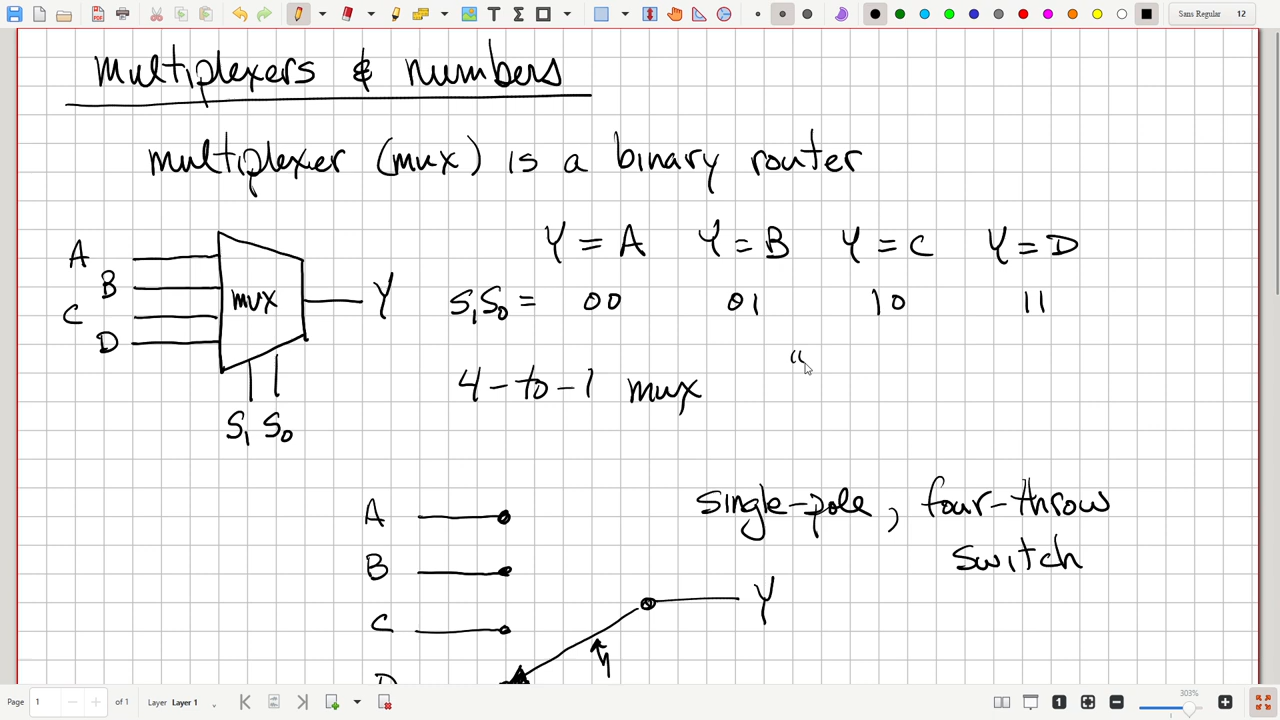 Sans Regular 12
multiplexers & numbers
multiplexer (mux) is a binary router
A
B
C
D
mux
Y
S₁ S₀
Y = A Y = B Y = C Y = D
S₁S₀ = 00 01 10 11
4-to-1 mux "
single-pole, four-throw
switch
A
B
C
D
Y
Page 1 of 1 Layer Layer 1 303%